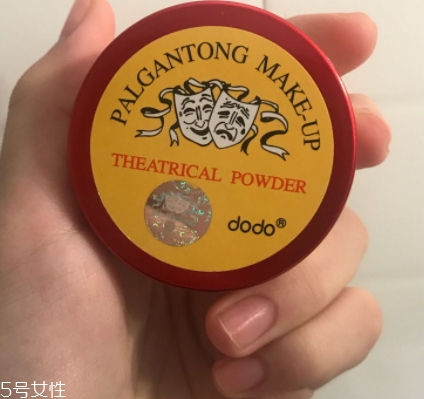 PALGANTONG MAKE-UP
THEATRICAL POWDER
dodo®
5号女性